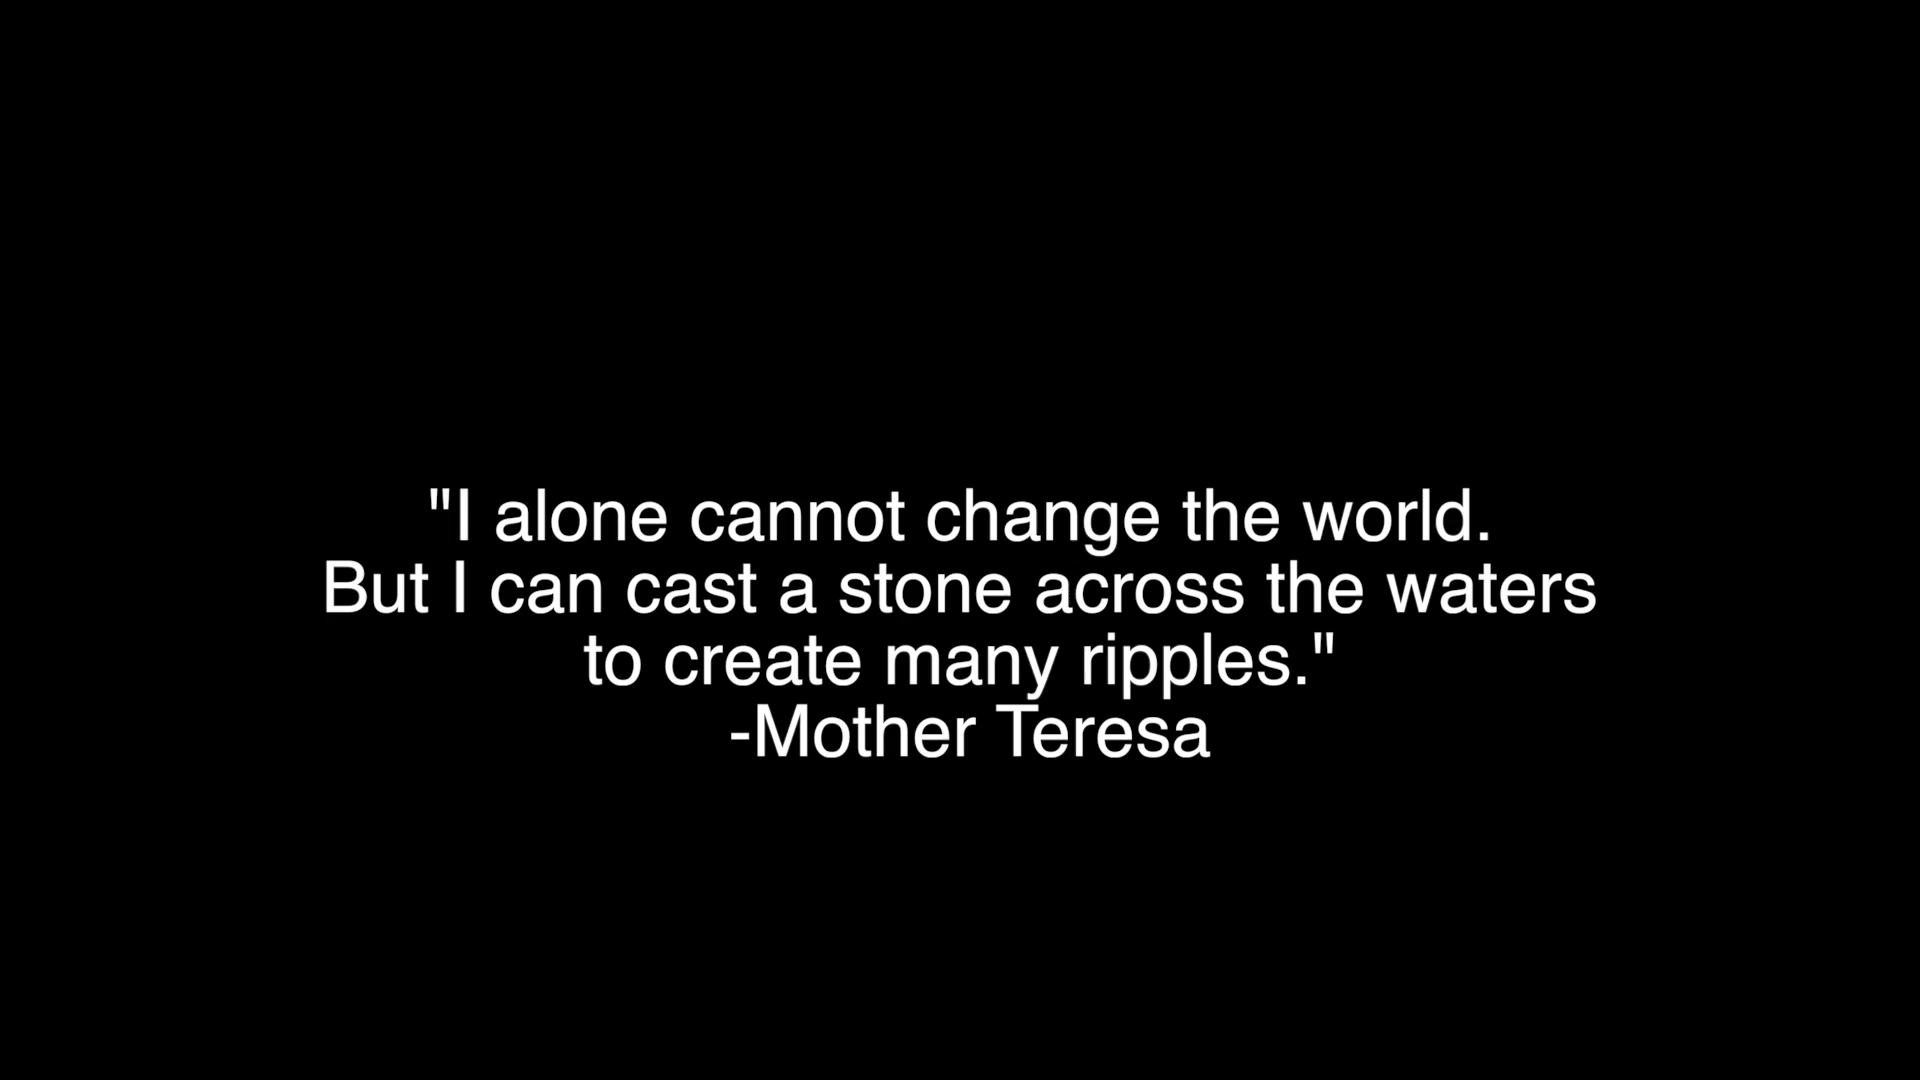 "I alone cannot change the world.
But I can cast a stone across the waters
to create many ripples."
-Mother Teresa